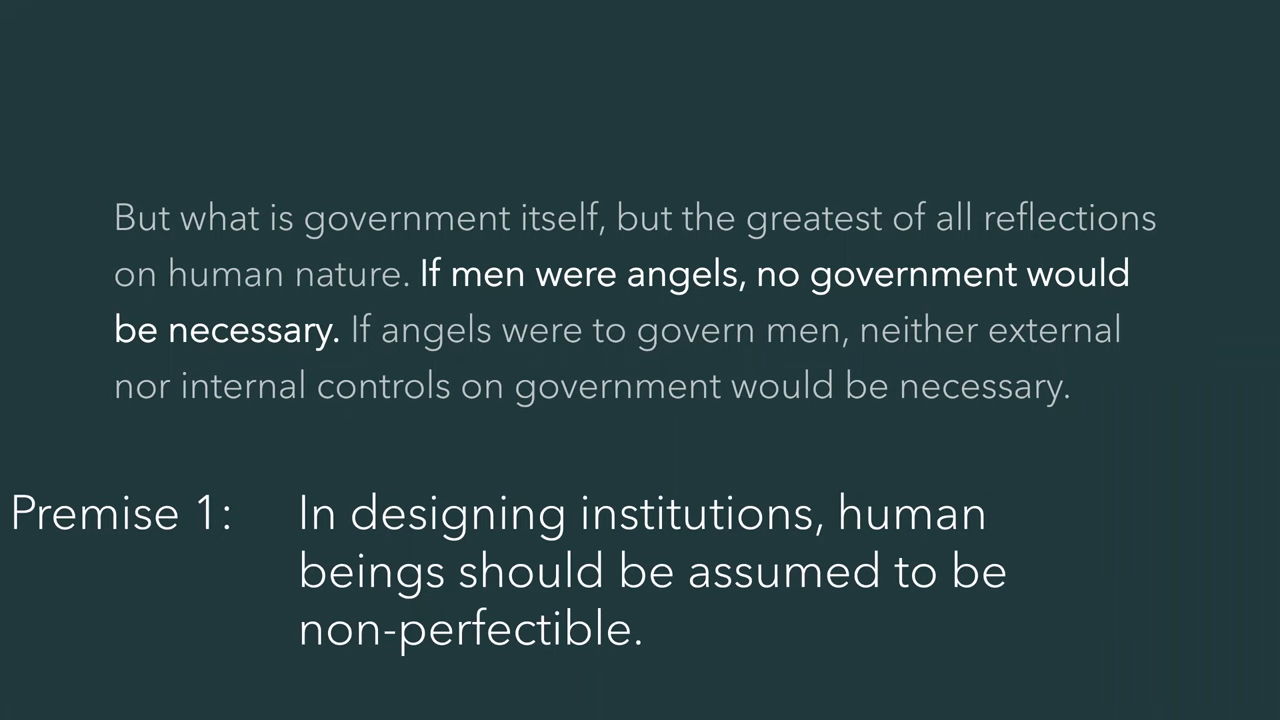 But what is government itself, but the greatest of all reflections
on human nature. If men were angels, no government would
be necessary. If angels were to govern men, neither external
nor internal controls on government would be necessary.
Premise 1: In designing institutions, human
beings should be assumed to be
non-perfectible.